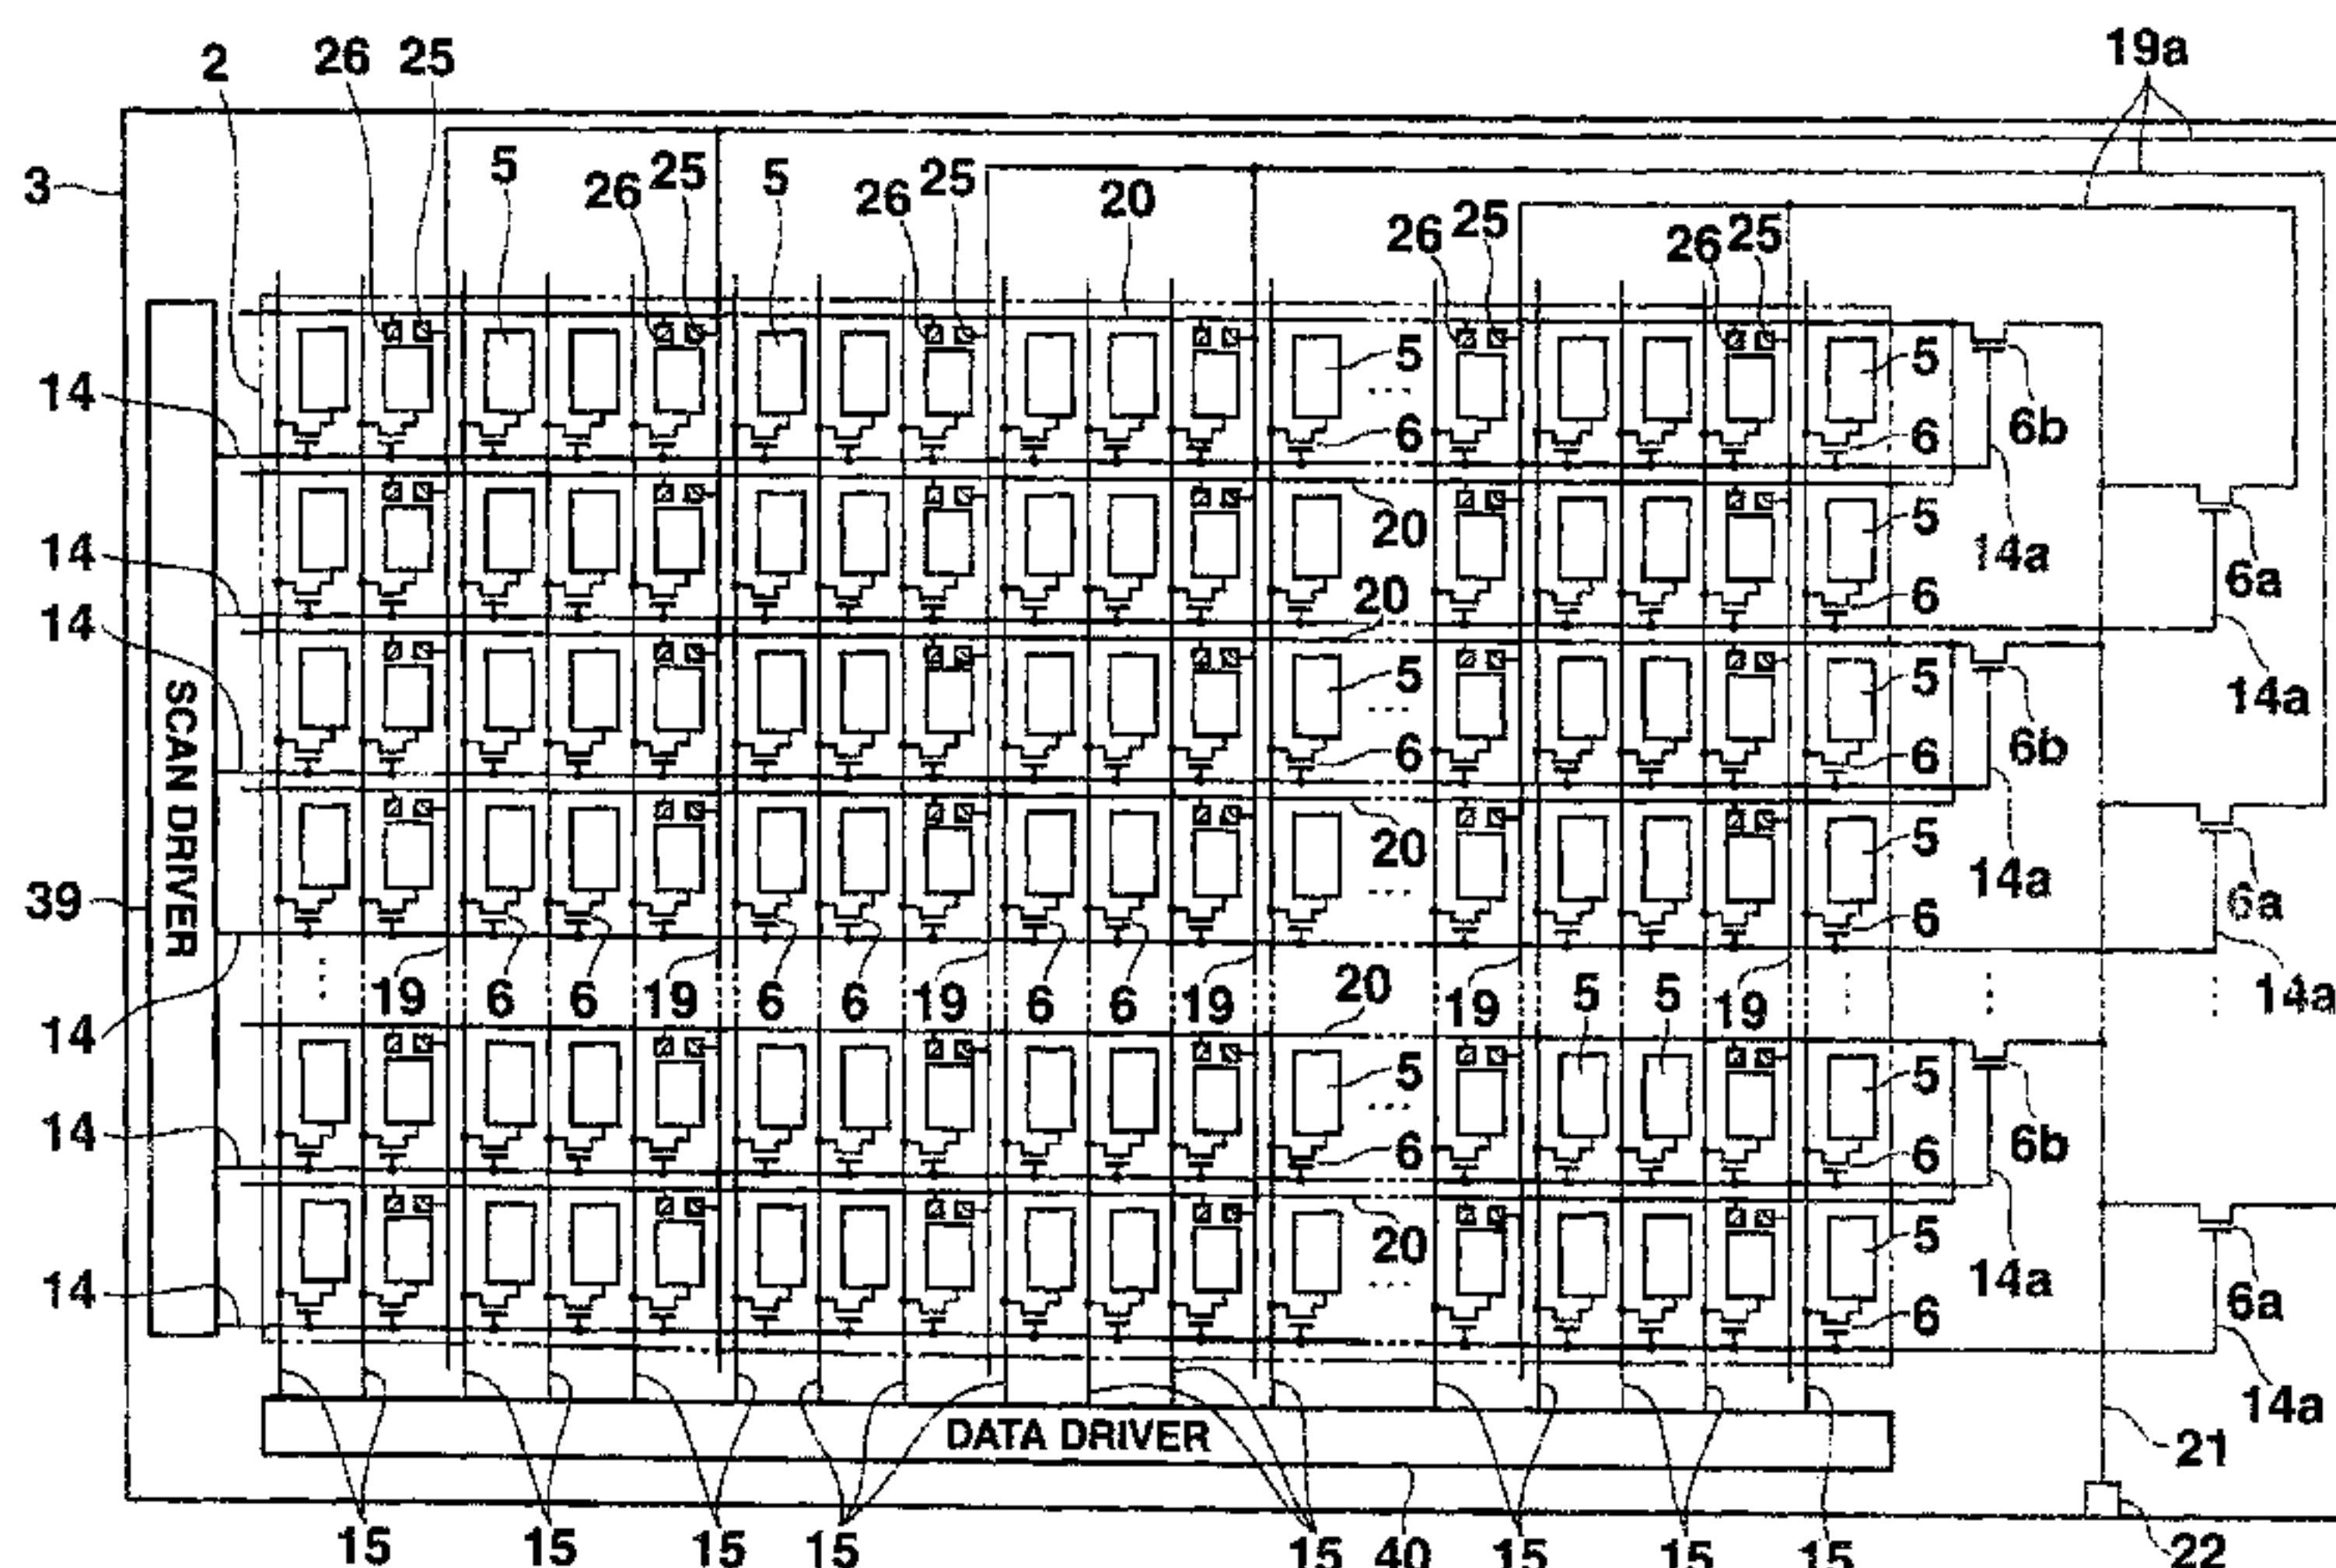 19a
2 26 25
5 26 25 5 26 25 20 26 25 26 25
3
5 5
14 6 6 6b
20 5 14a
14 20 6 6a
14 5 5 14a
SCAN DRIVER
6 6 6b
20 5 14a
39 6 6a
19 6 6 19 6 6 19 6 6 19 20 19 5 5 19 14a
14 5 5
14 6 6 6b
20 5 14a
14 6 6a
14a
DATA DRIVER
21
15 15 15 15 15 40 15 15 15 22